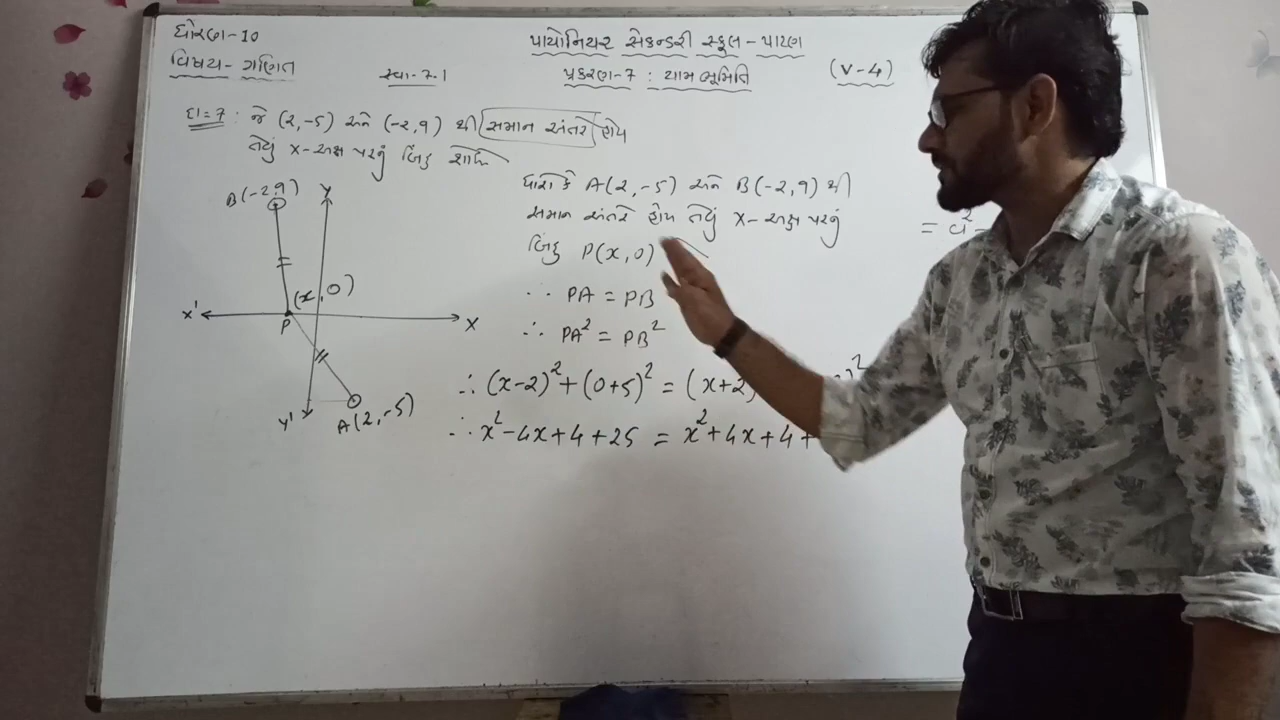 ધોરણ-10
વિષય- ગણિત
સ્વા-7.1
પાયોનિયર સેકન્ડરી સ્કૂલ-પાટણ
પ્રકરણ-7 : યામ ભૂમિતિ
(V-4)
દા=7 : જે (2,-5) અને (-2,9) થી સમાન અંતરે હોય
તેવું X-અક્ષ પરનું બિંદુ શોધો
B(-2,9)
Y
(x,0)
X'
P
X
Y'
A(2,-5)
ધારો કે A(2,-5) અને B(-2,9) થી
સમાન અંતરે હોય તેવું X-અક્ષ પરનું
બિંદુ P(x,0)
∴ PA = PB
∴ PA² = PB²
∴ (x-2)² + (0+5)² = (x+2)
∴ x² - 4x + 4 + 25 = x² + 4x + 4 +